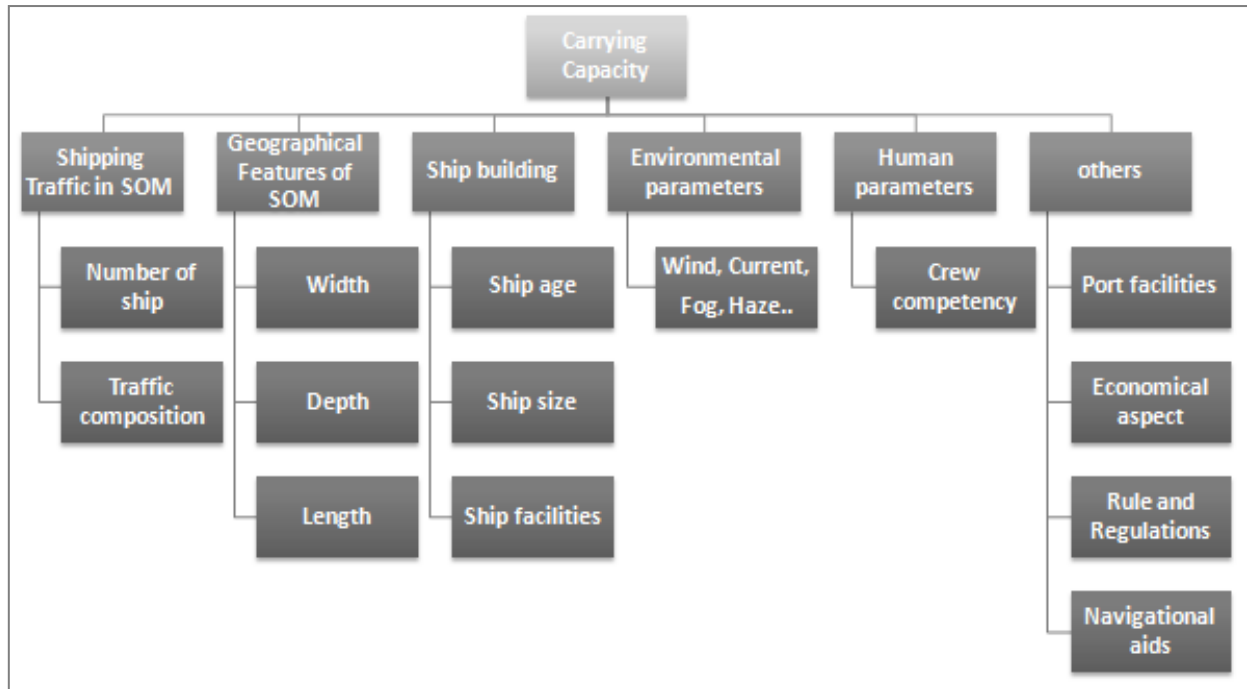 Carrying
Capacity
Shipping
Traffic in SOM
Geographical
Features of
SOM
Ship building
Environmental
parameters
Human
parameters
others
Number of
ship
Traffic
composition
Width
Depth
Length
Ship age
Ship size
Ship facilities
Wind, Current,
Fog, Haze..
Crew
competency
Port facilities
Economical
aspect
Rule and
Regulations
Navigational
aids